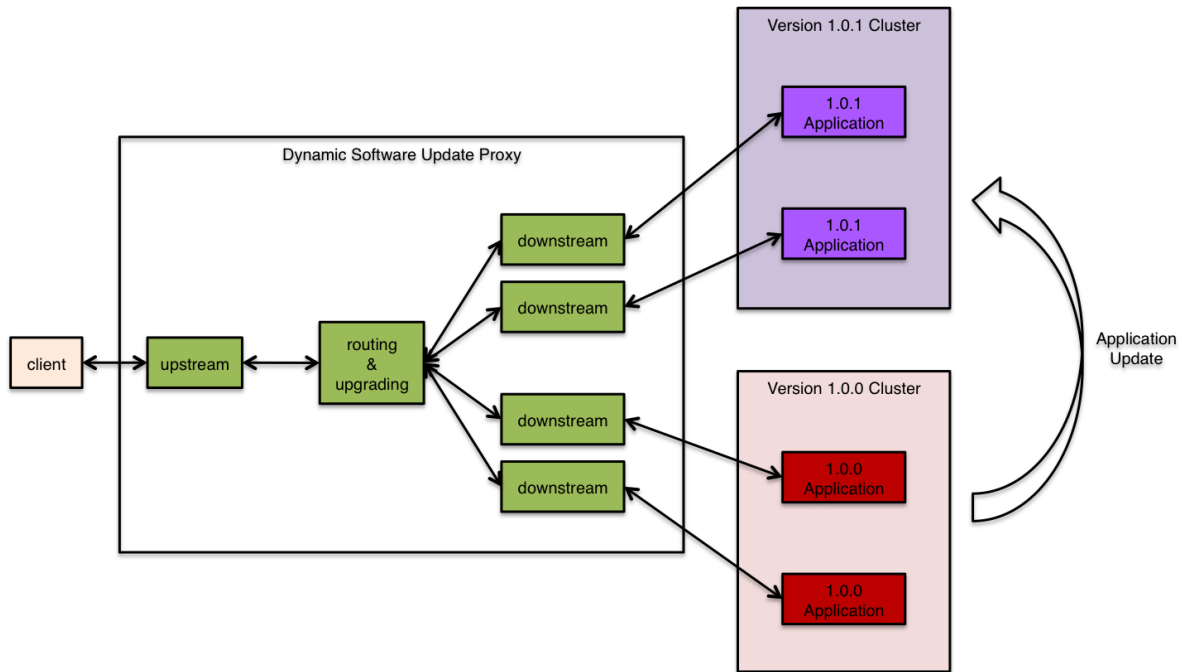 Version 1.0.1 Cluster
1.0.1
Application
Dynamic Software Update Proxy
1.0.1
Application
downstream
downstream
client
upstream
routing
&
upgrading
Application
Update
Version 1.0.0 Cluster
downstream
downstream
1.0.0
Application
1.0.0
Application